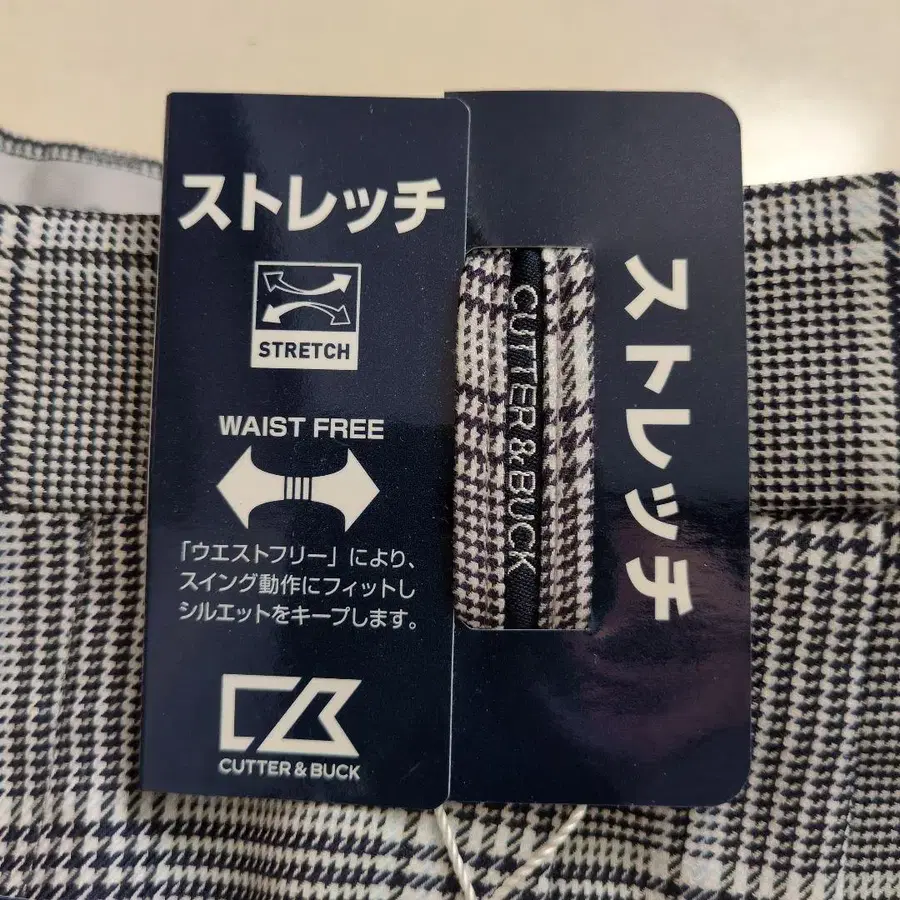 ストレッチ
STRETCH
WAIST FREE
「ウエストフリー」により、
スイング動作にフィットし
シルエットをキープします。
CUTTER & BUCK
CUTTER & BUCK
ストレッチ